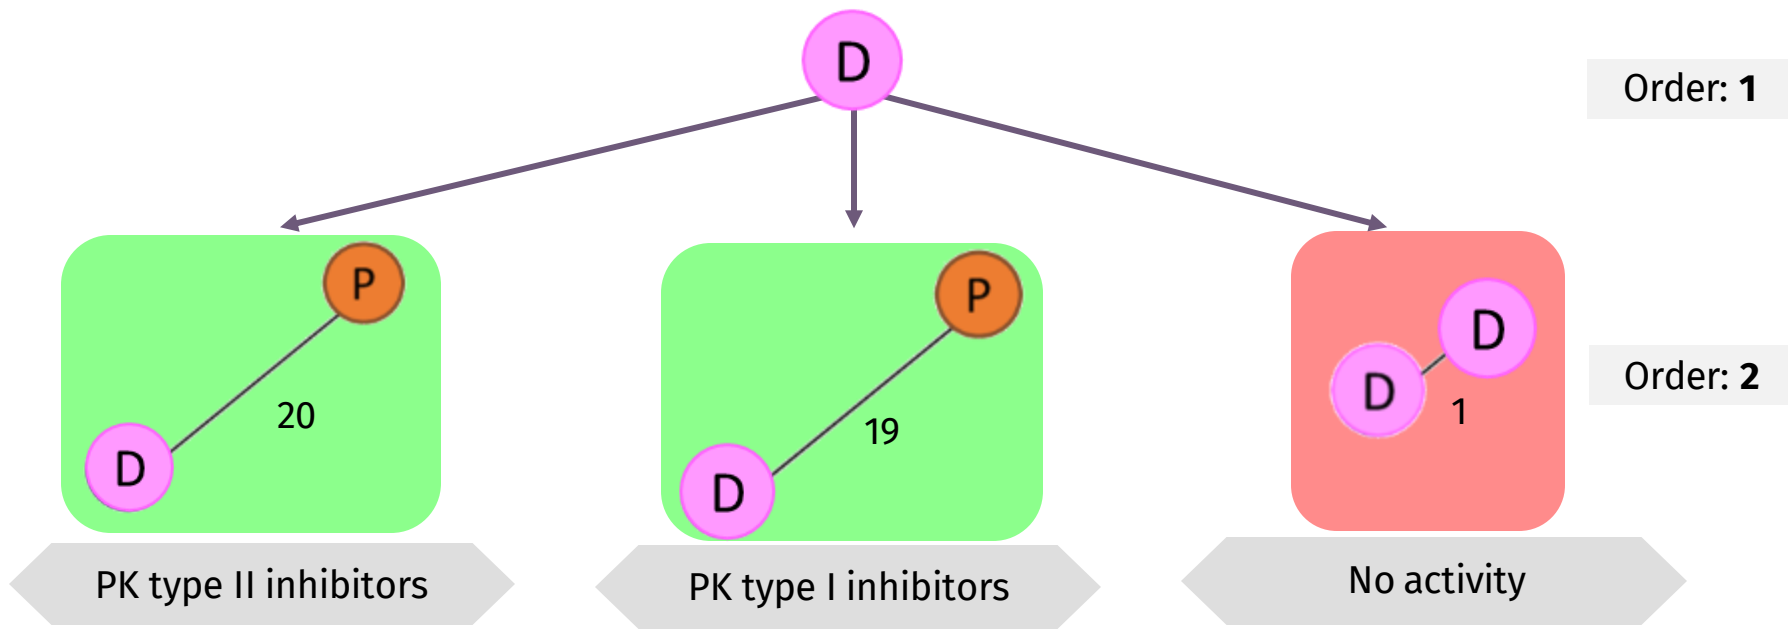 D
Order: 1
P
20
D
P
19
D
D
D
1
Order: 2
PK type II inhibitors
PK type I inhibitors
No activity